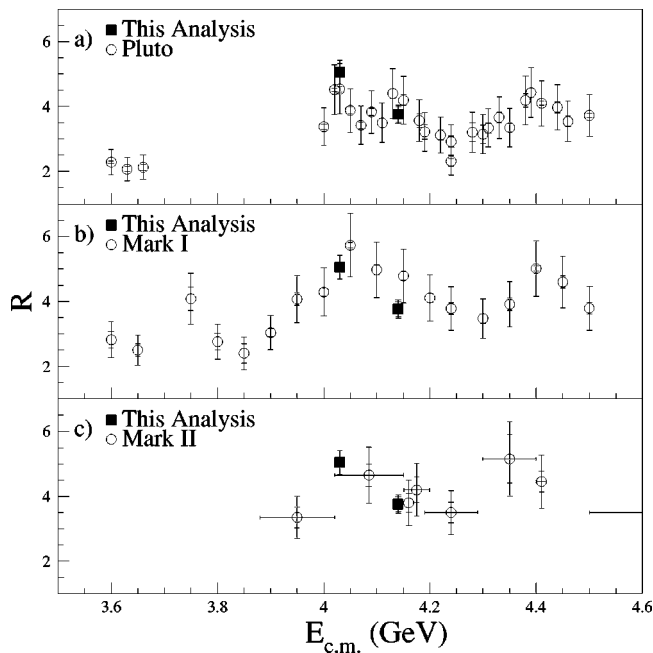 This Analysis
a)
Pluto
6
4
2
This Analysis
b)
Mark I
6
4
2
R
This Analysis
c)
Mark II
6
4
2
3.6 3.8 4 4.2 4.4 4.6
E c.m. (GeV)